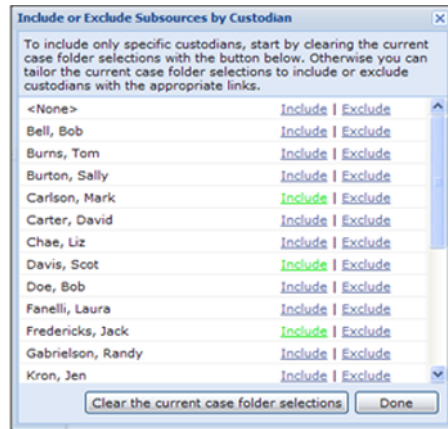 Include or Exclude Subsources by Custodian
To include only specific custodians, start by clearing the current
case folder selections with the button below. Otherwise you can
tailor the current case folder selections to include or exclude
custodians with the appropriate links.
<None> Include | Exclude
Bell, Bob Include | Exclude
Burns, Tom Include | Exclude
Burton, Sally Include | Exclude
Carlson, Mark Include | Exclude
Carter, David Include | Exclude
Chae, Liz Include | Exclude
Davis, Scot Include | Exclude
Doe, Bob Include | Exclude
Fanelli, Laura Include | Exclude
Fredericks, Jack Include | Exclude
Gabrielson, Randy Include | Exclude
Kron, Jen Include | Exclude
Clear the current case folder selections Done